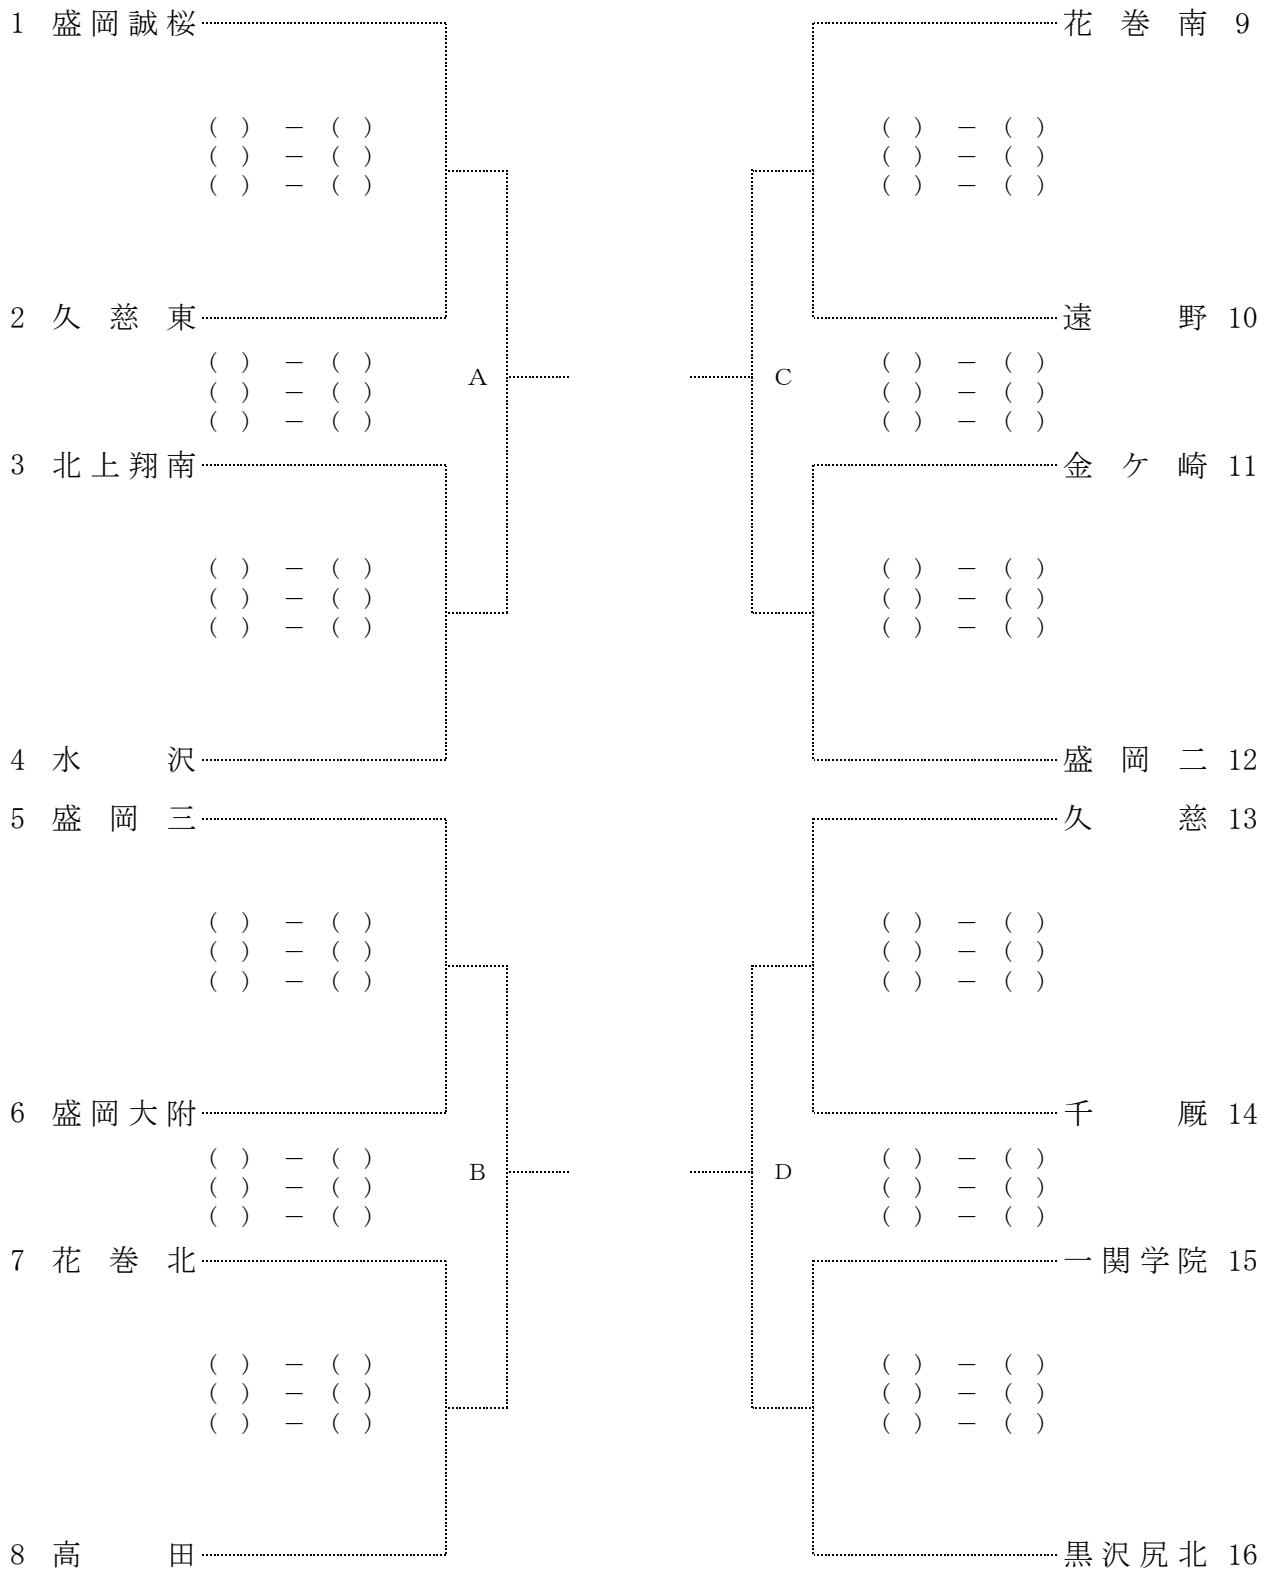 1 盛岡誠桜 花巻南 9
( ) － ( ) ( ) － ( )
( ) － ( ) ( ) － ( )
( ) － ( ) ( ) － ( )
2 久慈東 遠野 10
( ) － ( ) ( ) － ( )
A C
( ) － ( ) ( ) － ( )
( ) － ( ) ( ) － ( )
3 北上翔南 金ケ崎 11
( ) － ( ) ( ) － ( )
( ) － ( ) ( ) － ( )
( ) － ( ) ( ) － ( )
4 水沢 盛岡二 12
5 盛岡三 久慈 13
( ) － ( ) ( ) － ( )
( ) － ( ) ( ) － ( )
( ) － ( ) ( ) － ( )
6 盛岡大附 千厩 14
( ) － ( ) ( ) － ( )
B D
( ) － ( ) ( ) － ( )
( ) － ( ) ( ) － ( )
7 花巻北 一関学院 15
( ) － ( ) ( ) － ( )
( ) － ( ) ( ) － ( )
( ) － ( ) ( ) － ( )
8 高田 黒沢尻北 16